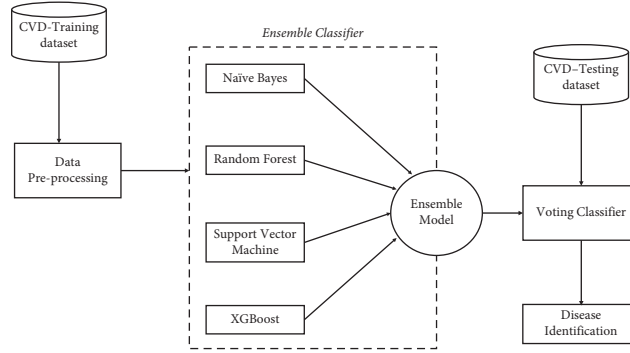 CVD-Training
dataset
Data
Pre-processing
Ensemble Classifier
Naïve Bayes
Random Forest
Support Vector
Machine
XGBoost
Ensemble
Model
CVD–Testing
dataset
Voting Classifier
Disease
Identification